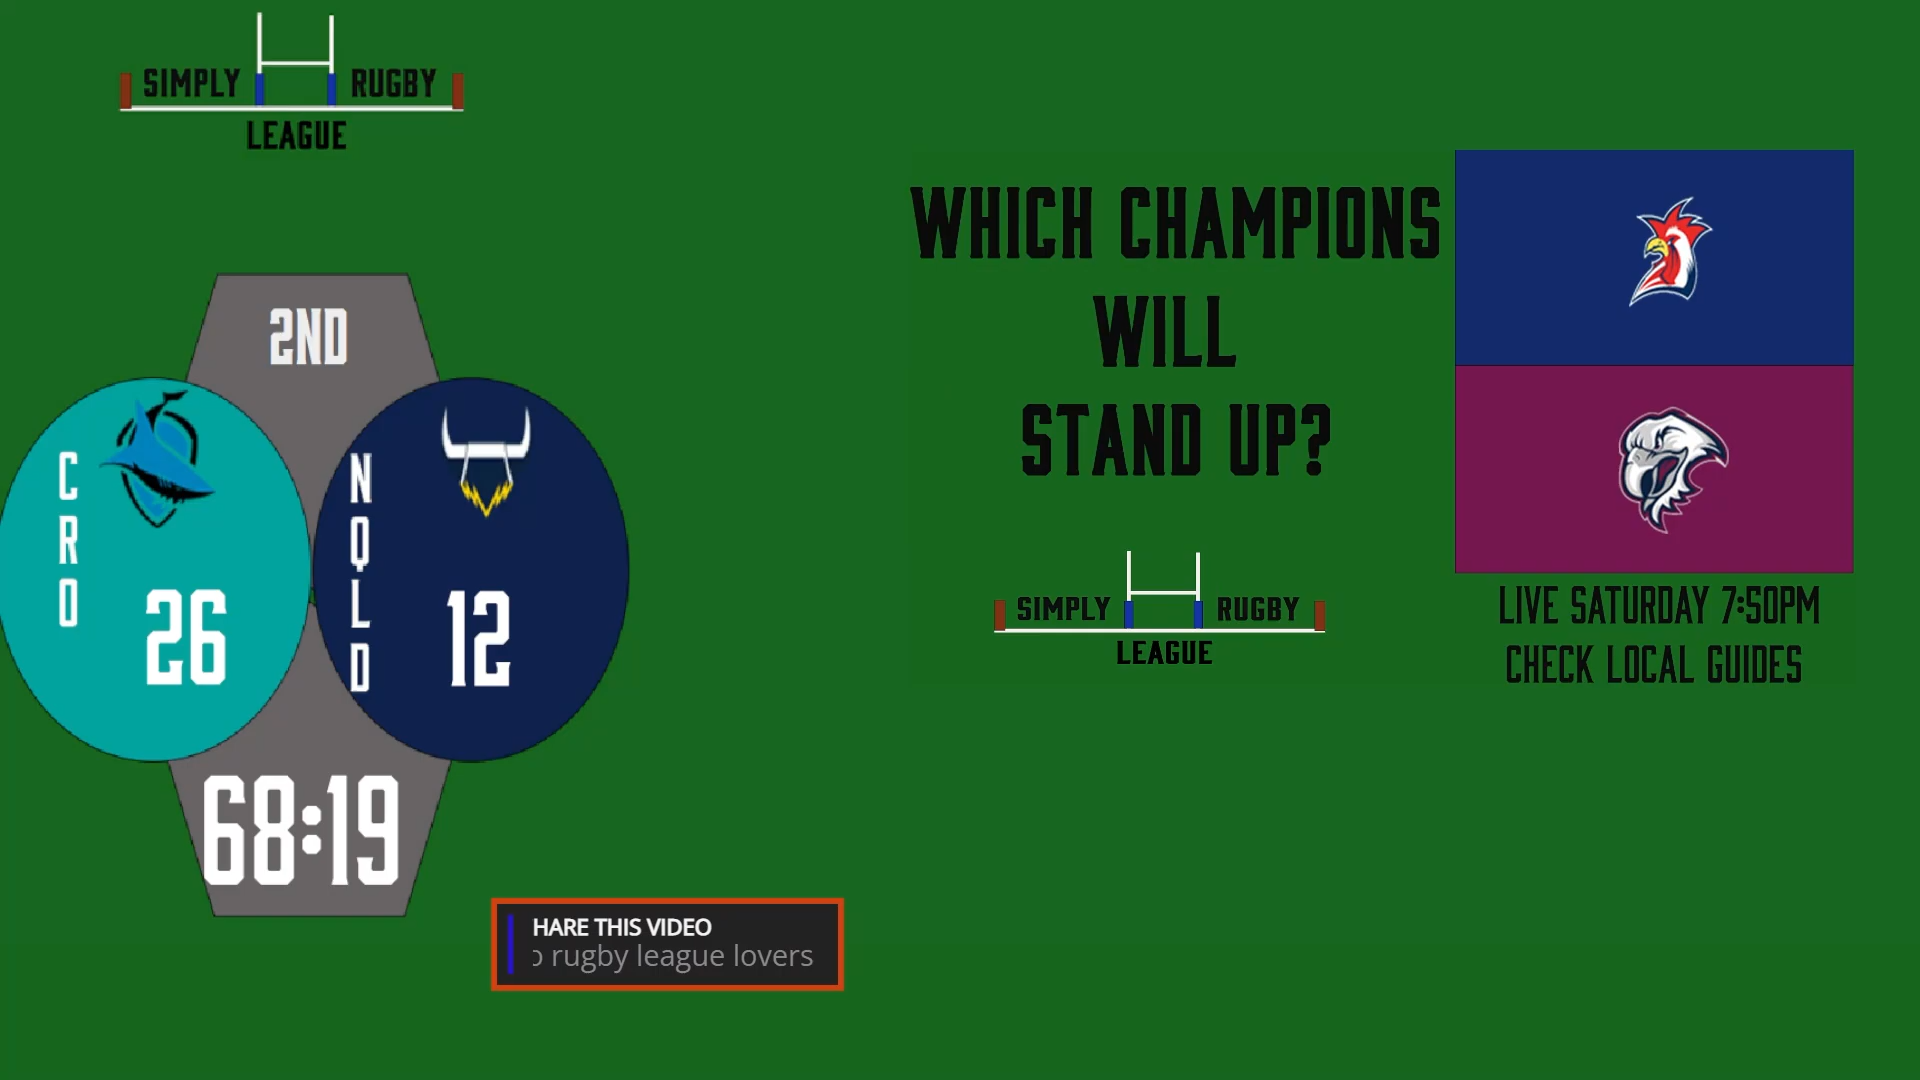 SIMPLY RUGBY
LEAGUE
2ND
CRO
26
NQLD
12
68:19
WHICH CHAMPIONS
WILL
STAND UP?
SIMPLY RUGBY
LEAGUE
LIVE SATURDAY 7:50PM
CHECK LOCAL GUIDES
HARE THIS VIDEO
rugby league lovers